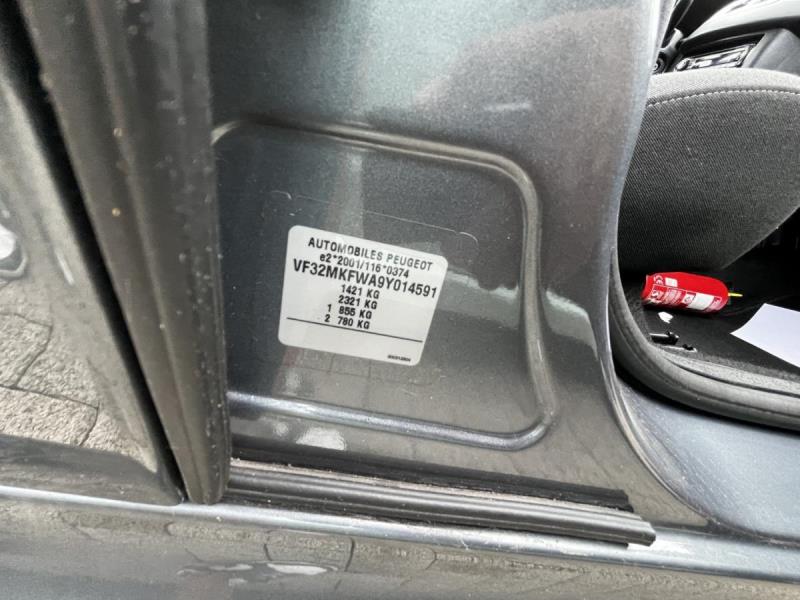 AUTOMOBILES PEUGEOT
e2*2001/116*0374
VF32MKFWA9Y014591
1421 KG
2321 KG
1 855 KG
2 780 KG